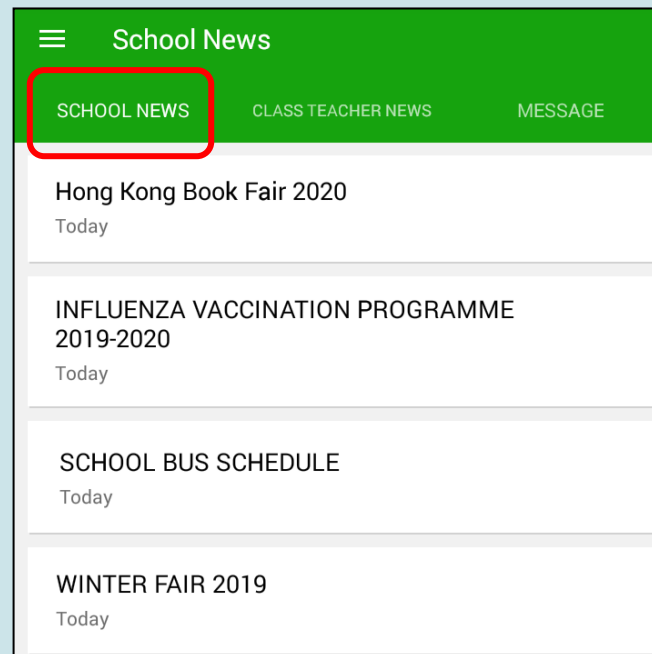 School News
SCHOOL NEWS CLASS TEACHER NEWS MESSAGE
Hong Kong Book Fair 2020
Today
INFLUENZA VACCINATION PROGRAMME
2019-2020
Today
SCHOOL BUS SCHEDULE
Today
WINTER FAIR 2019
Today